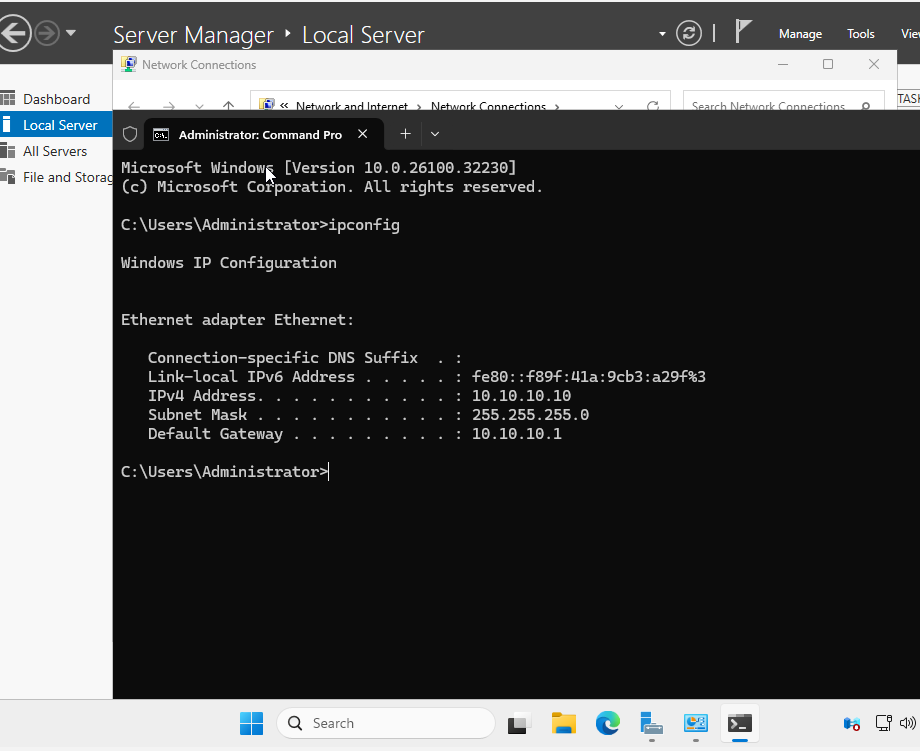 Server Manager ‣ Local Server
Manage
Tools
Network Connections
« Network and Internet › Network Connections ›
Search Network Connections
Dashboard
Local Server
All Servers
File and Storag
Administrator: Command Pro
Microsoft Windows [Version 10.0.26100.32230]
(c) Microsoft Corporation. All rights reserved.
C:\Users\Administrator>ipconfig
Windows IP Configuration
Ethernet adapter Ethernet:
Connection-specific DNS Suffix  . :
Link-local IPv6 Address . . . . . : fe80::f89f:41a:9cb3:a29f%3
IPv4 Address. . . . . . . . . . . : 10.10.10.10
Subnet Mask . . . . . . . . . . . : 255.255.255.0
Default Gateway . . . . . . . . . : 10.10.10.1
C:\Users\Administrator>
Search